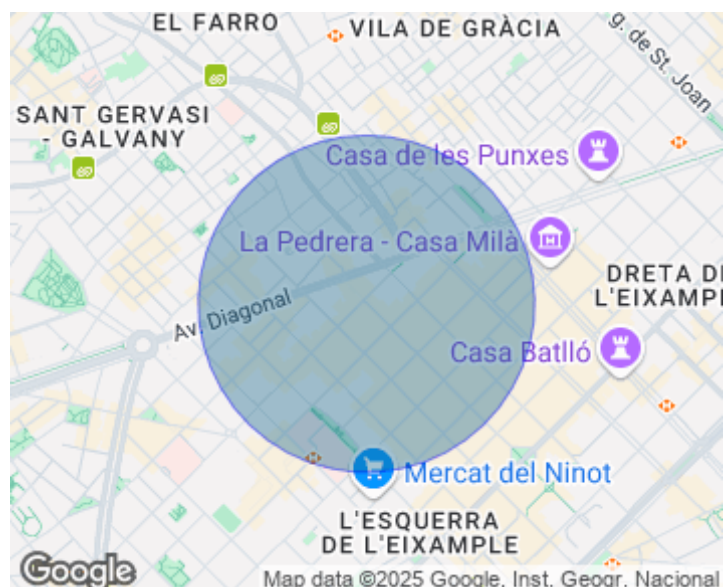 EL FARRÓ
VILA DE GRÀCIA
g. de St. Joan
SANT GERVASI
- GALVANY
Casa de les Punxes
La Pedrera - Casa Milà
DRETA DE
L'EIXAMPL
Av. Diagonal
Casa Batlló
Mercat del Ninot
L'ESQUERRA
DE L'EIXAMPLE
Google
Map data ©2025 Google, Inst. Geogr. Nacional